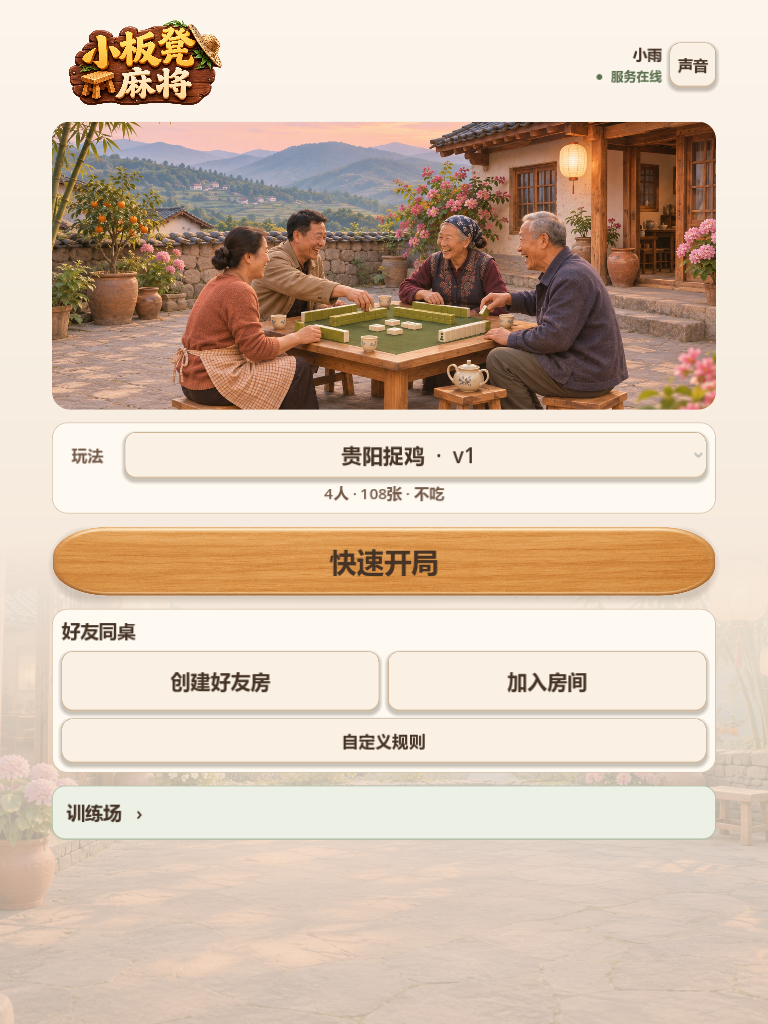 小板凳
麻将
小雨
● 服务在线
声音
玩法
贵阳捉鸡 · v1
4人 · 108张 · 不吃
快速开局
好友同桌
创建好友房
加入房间
自定义规则
训练场 ›